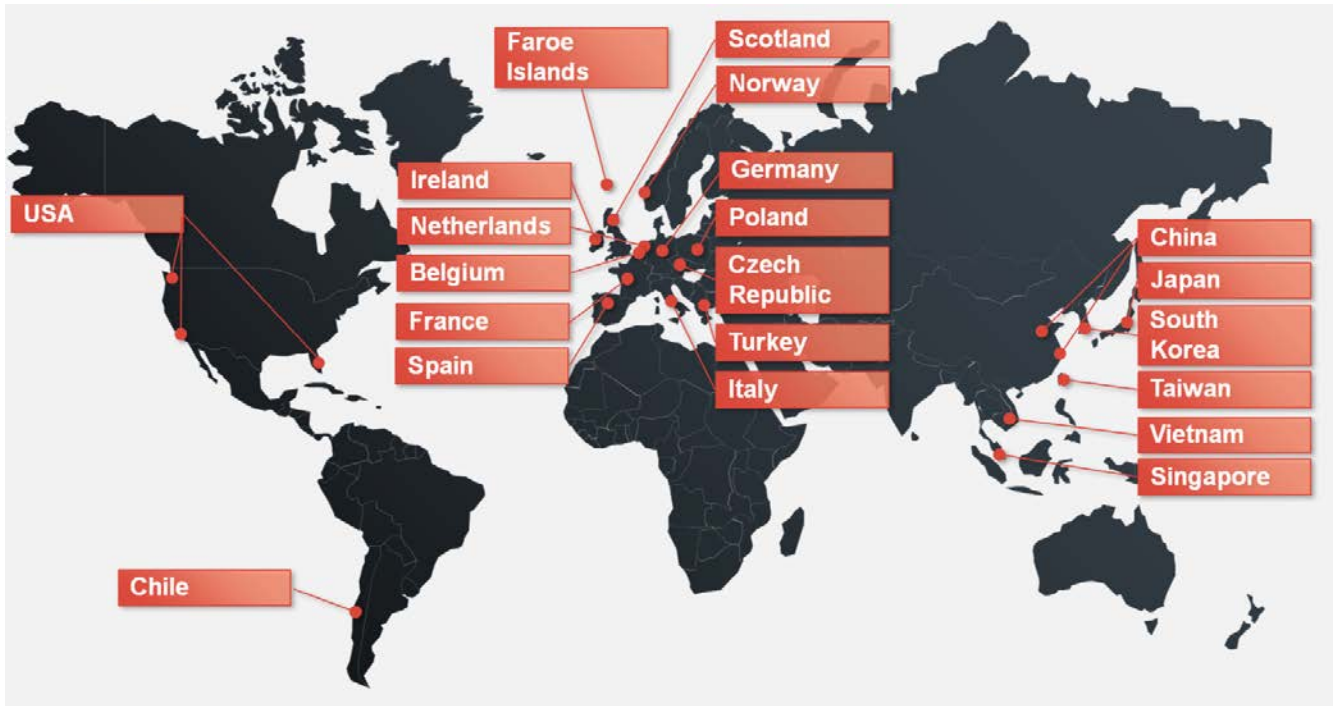 Faroe
Islands
Scotland
Norway
Ireland
Germany
USA
Netherlands
Poland
China
Belgium
Czech
Republic
Japan
France
South
Korea
Turkey
Spain
Italy
Taiwan
Vietnam
Singapore
Chile